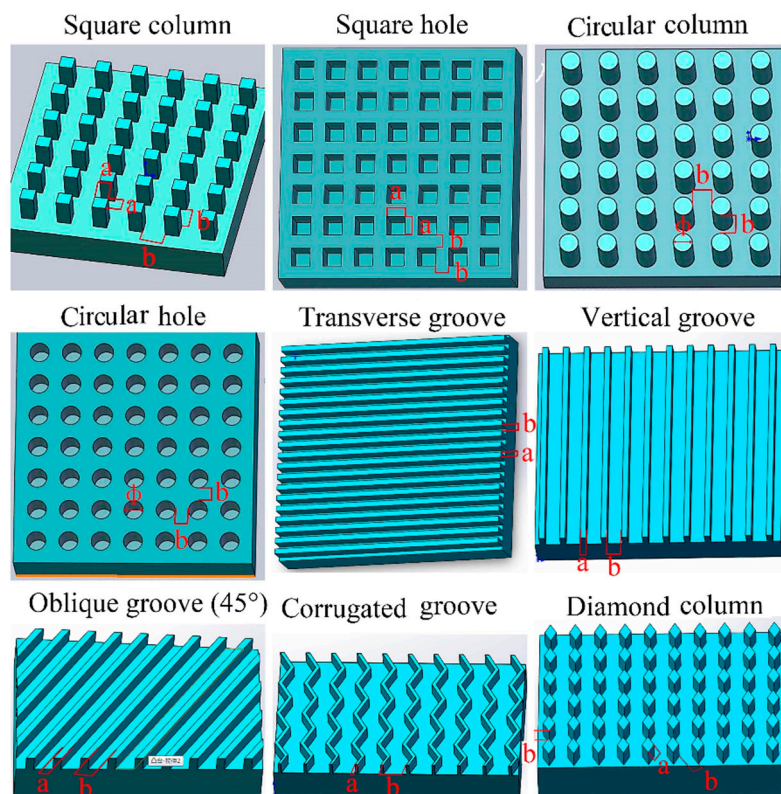 Square column
Square hole
Circular column
a
a
b
b
a
a
b
b
b
b
ϕ
Circular hole
Transverse groove
Vertical groove
ϕ
b
b
b
a
a
b
Oblique groove (45°)
Corrugated groove
Diamond column
a
b
a
b
b
a
b